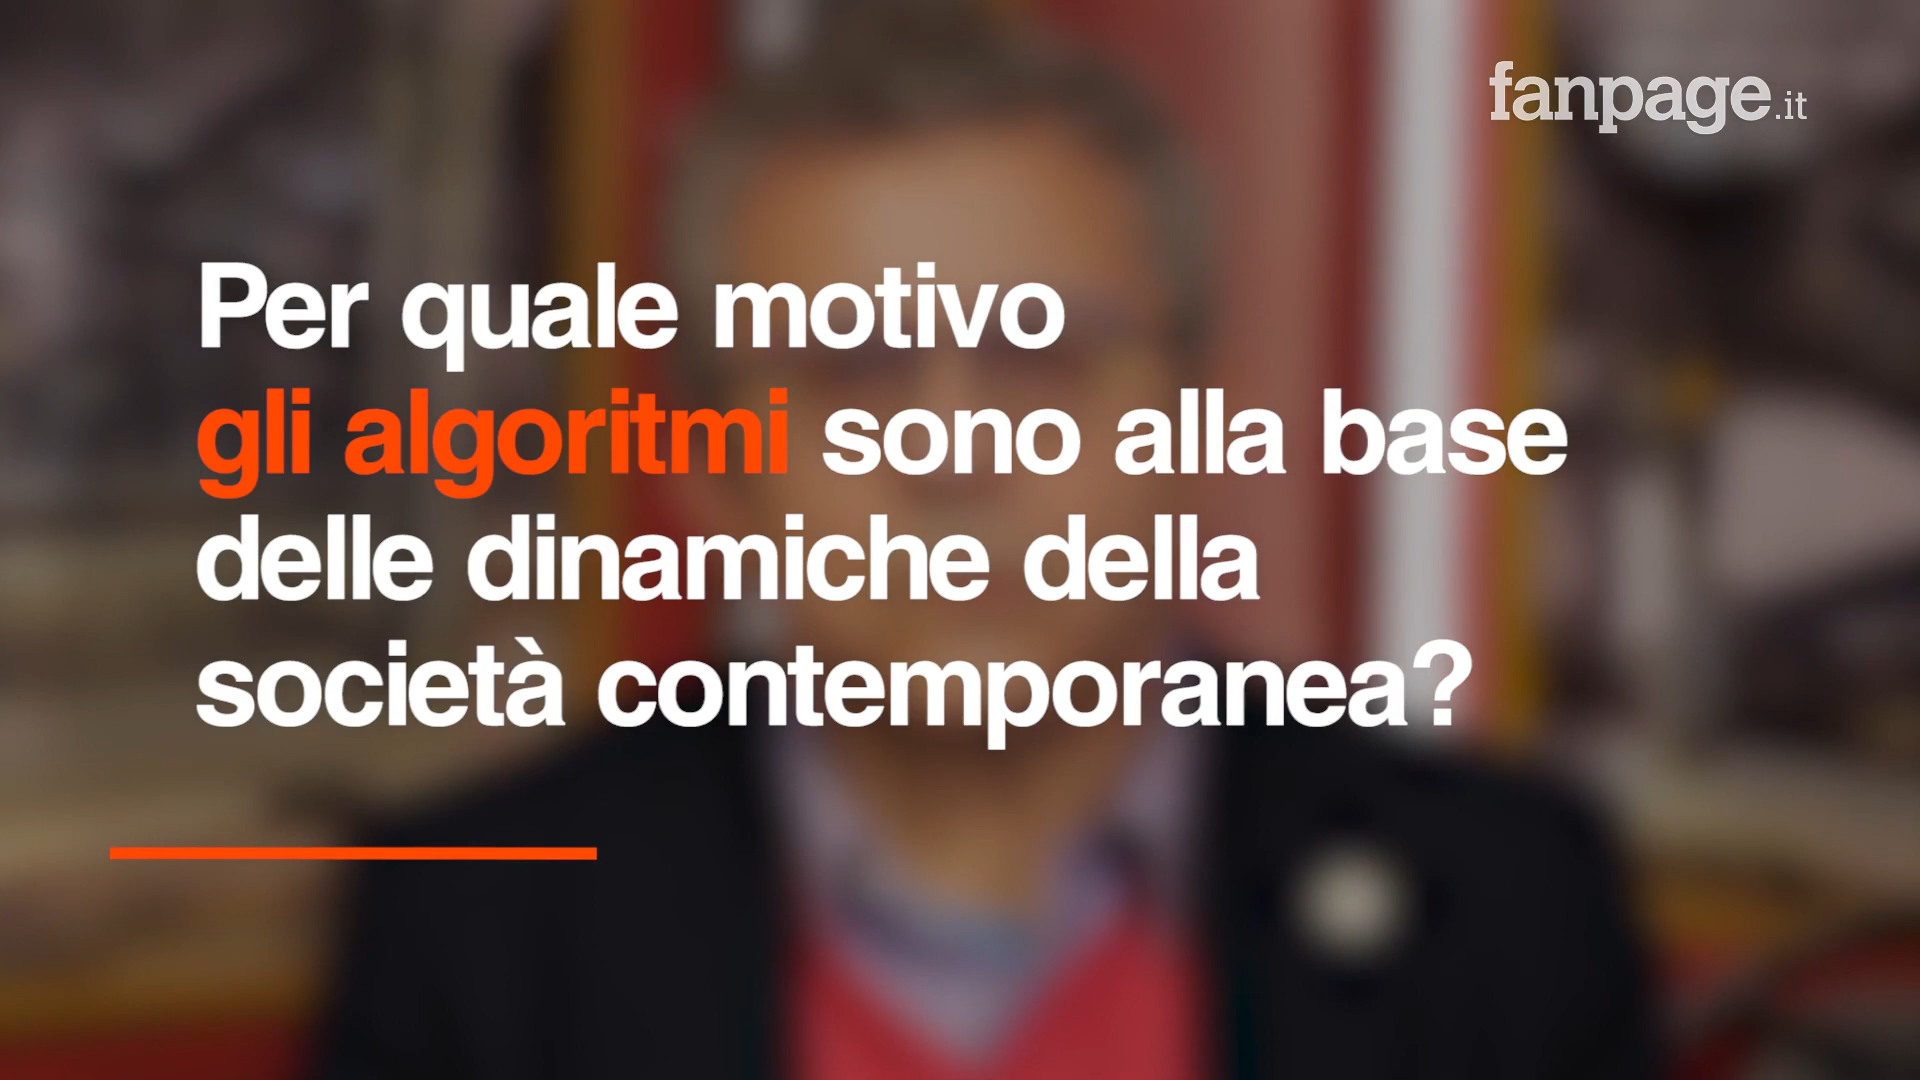 fanpage.it
Per quale motivo
gli algoritmi sono alla base
delle dinamiche della
società contemporanea?